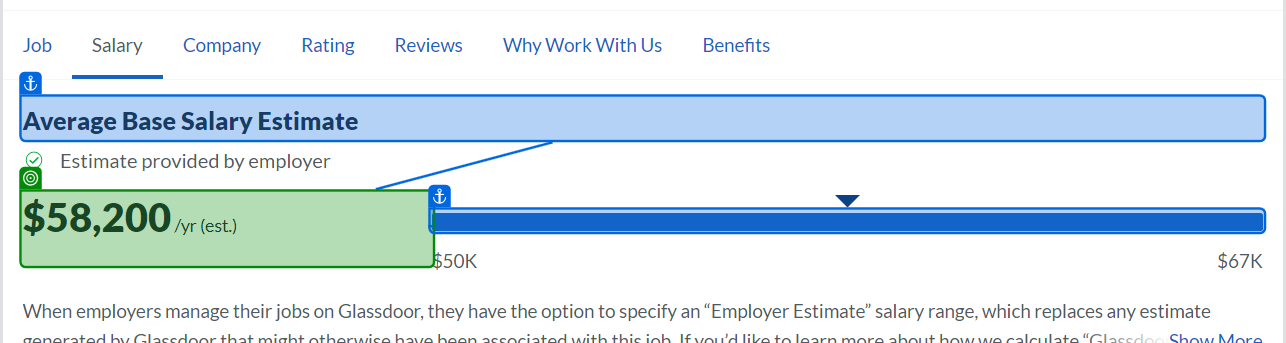 Job Salary Company Rating Reviews Why Work With Us Benefits
Average Base Salary Estimate
Estimate provided by employer
$58,200 /yr (est.)
$50K $67K
When employers manage their jobs on Glassdoor, they have the option to specify an “Employer Estimate” salary range, which replaces any estimate
generated by Glassdoor that might otherwise have been associated with this job. If you’d like to learn more about how we calculate “Glassdoo Show More